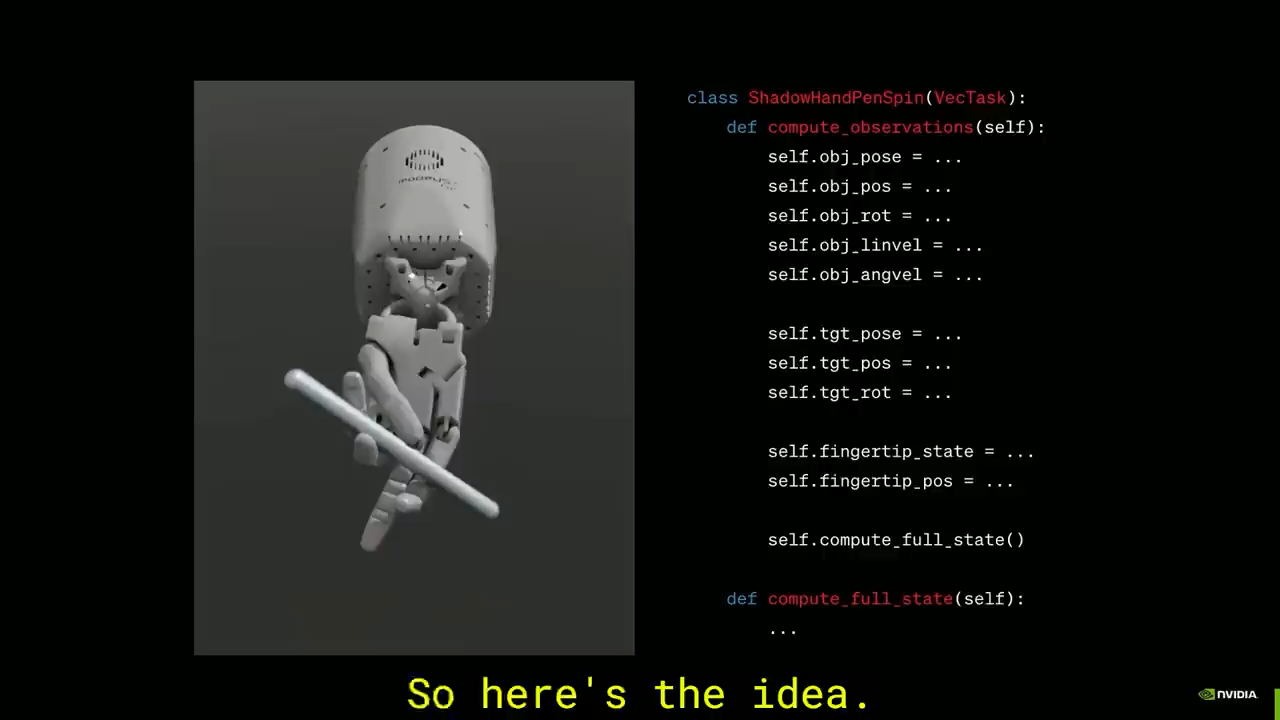 class ShadowHandPenSpin(VecTask):
def compute_observations(self):
self.obj_pose = ...
self.obj_pos = ...
self.obj_rot = ...
self.obj_linvel = ...
self.obj_angvel = ...
self.tgt_pose = ...
self.tgt_pos = ...
self.tgt_rot = ...
self.fingertip_state = ...
self.fingertip_pos = ...
self.compute_full_state()
def compute_full_state(self):
...
So here's the idea.
NVIDIA